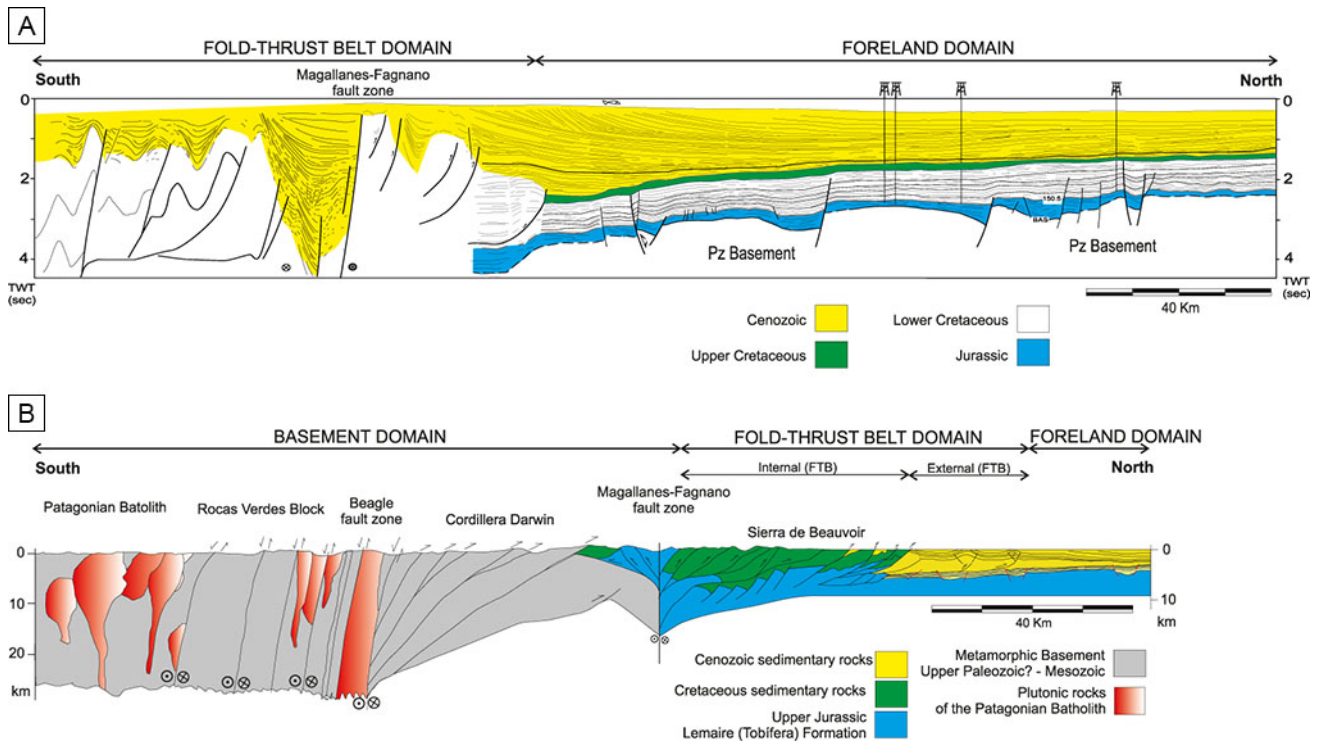 A
FOLD-THRUST BELT DOMAIN
FORELAND DOMAIN
South
Magallanes-Fagnano
fault zone
North
0
0
2
2
150.5
BAS
Pz Basement
Pz Basement
4
4
TWT
(sec)
TWT
(sec)
40 Km
Cenozoic
Lower Cretaceous
Upper Cretaceous
Jurassic
B
BASEMENT DOMAIN
FOLD-THRUST BELT DOMAIN
FORELAND DOMAIN
South
Internal (FTB)
External (FTB)
North
Patagonian Batolith
Rocas Verdes Block
Beagle
fault zone
Cordillera Darwin
Magallanes-Fagnano
fault zone
Sierra de Beauvoir
0
0
10
10
km
40 Km
20
km
Cenozoic sedimentary rocks
Metamorphic Basement
Upper Paleozoic? - Mesozoic
Cretaceous sedimentary rocks
Plutonic rocks
of the Patagonian Batholith
Upper Jurassic
Lemaire (Tobífera) Formation